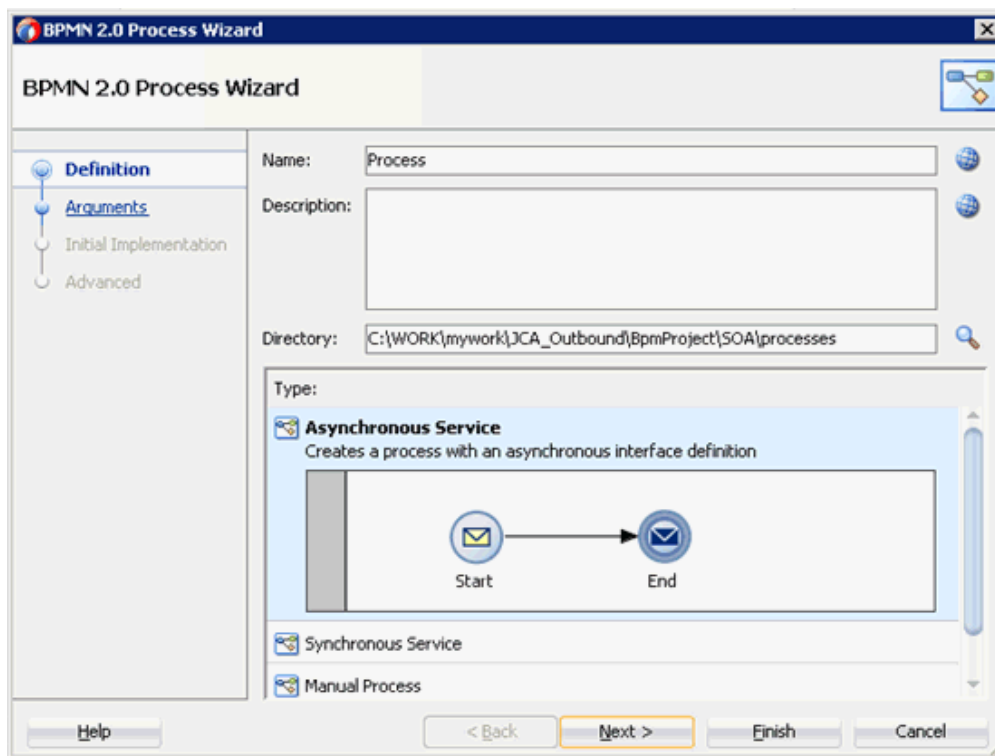 BPMN 2.0 Process Wizard
BPMN 2.0 Process Wizard
Definition
Arguments
Initial Implementation
Advanced
Name: Process
Description:
Directory: C:\WORK\mywork\JCA_Outbound\BpmProject\SOA\processes
Type:
Asynchronous Service
Creates a process with an asynchronous interface definition
Start End
Synchronous Service
Manual Process
Help < Back Next > Finish Cancel